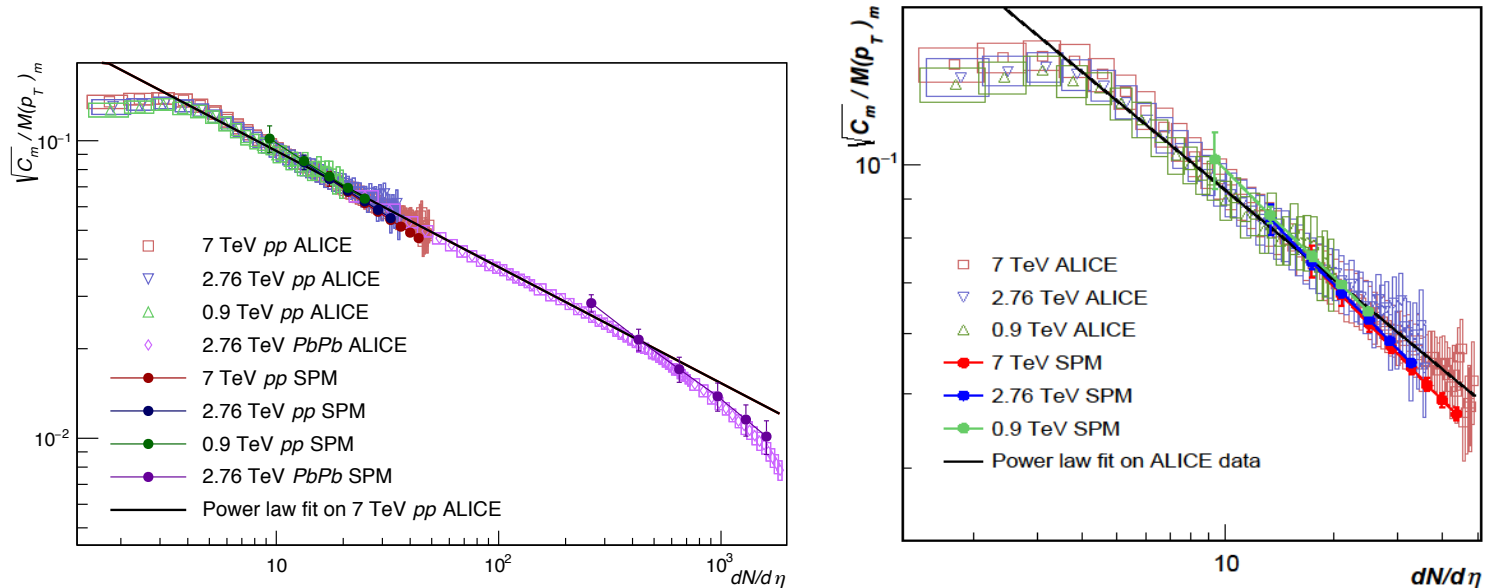 √C_m / M(p_T)_m
10⁻¹
10⁻²
7 TeV pp ALICE
2.76 TeV pp ALICE
0.9 TeV pp ALICE
2.76 TeV PbPb ALICE
7 TeV pp SPM
2.76 TeV pp SPM
0.9 TeV pp SPM
2.76 TeV PbPb SPM
Power law fit on 7 TeV pp ALICE
10
10²
10³
dN/dη
√C_m / M(p_T)_m
10⁻¹
7 TeV ALICE
2.76 TeV ALICE
0.9 TeV ALICE
7 TeV SPM
2.76 TeV SPM
0.9 TeV SPM
Power law fit on ALICE data
10
dN/dη